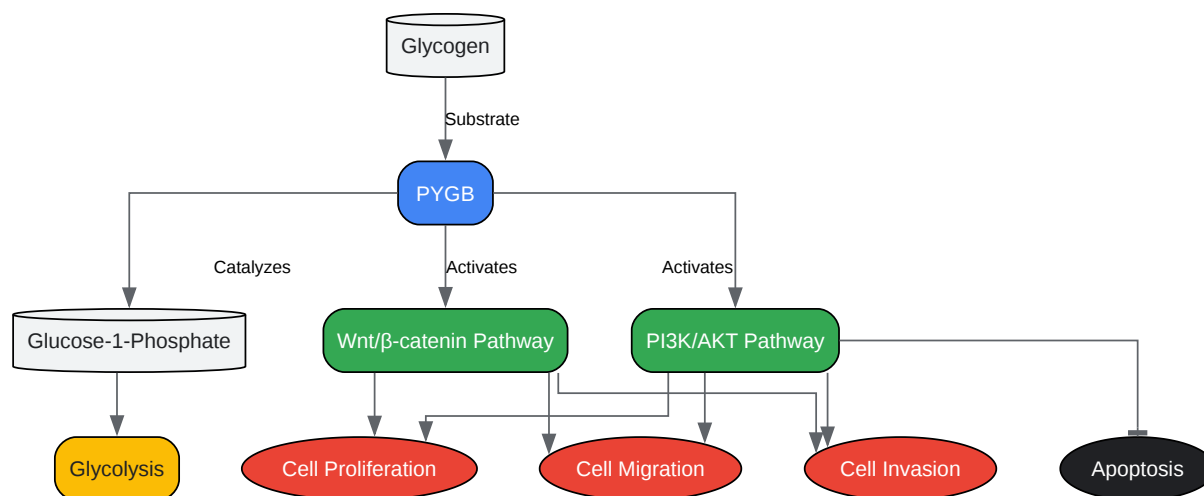 Glycogen
Substrate
PYGB
Catalyzes
Activates
Activates
Glucose-1-Phosphate
Wnt/β-catenin Pathway
PI3K/AKT Pathway
Glycolysis
Cell Proliferation
Cell Migration
Cell Invasion
Apoptosis